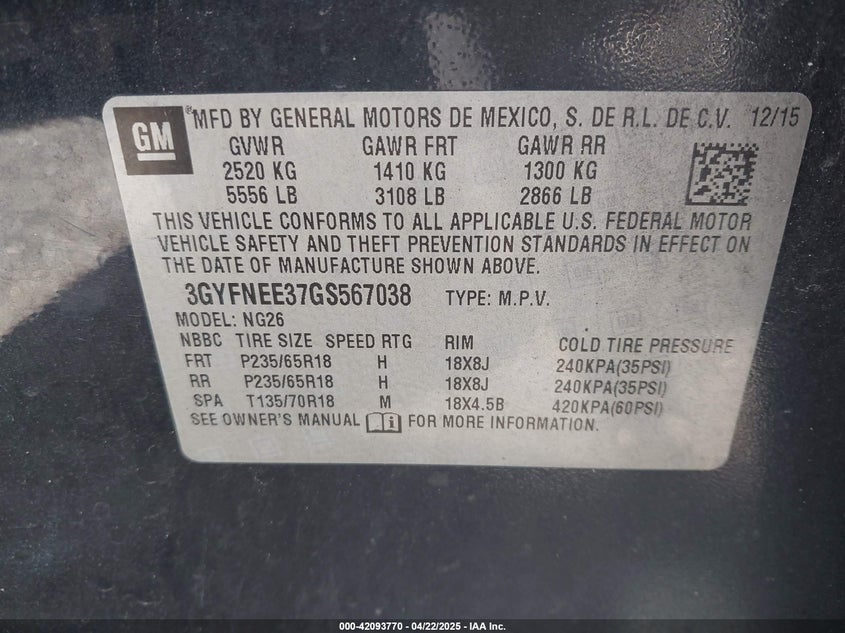 GM
® MFD BY GENERAL MOTORS DE MEXICO, S. DE R.L. DE C.V. 12/15
GVWR GAWR FRT GAWR RR
2520 KG 1410 KG 1300 KG
5556 LB 3108 LB 2866 LB
THIS VEHICLE CONFORMS TO ALL APPLICABLE U.S. FEDERAL MOTOR
VEHICLE SAFETY AND THEFT PREVENTION STANDARDS IN EFFECT ON
THE DATE OF MANUFACTURE SHOWN ABOVE.
3GYFNEE37GS567038 TYPE: M.P.V.
MODEL: NG26
NBBC TIRE SIZE SPEED RTG RIM COLD TIRE PRESSURE
FRT P235/65R18 H 18X8J 240KPA(35PSI)
RR P235/65R18 H 18X8J 240KPA(35PSI)
SPA T135/70R18 M 18X4.5B 420KPA(60PSI)
SEE OWNER'S MANUAL i FOR MORE INFORMATION.
000-42093770 - 04/22/2025 - IAA Inc.